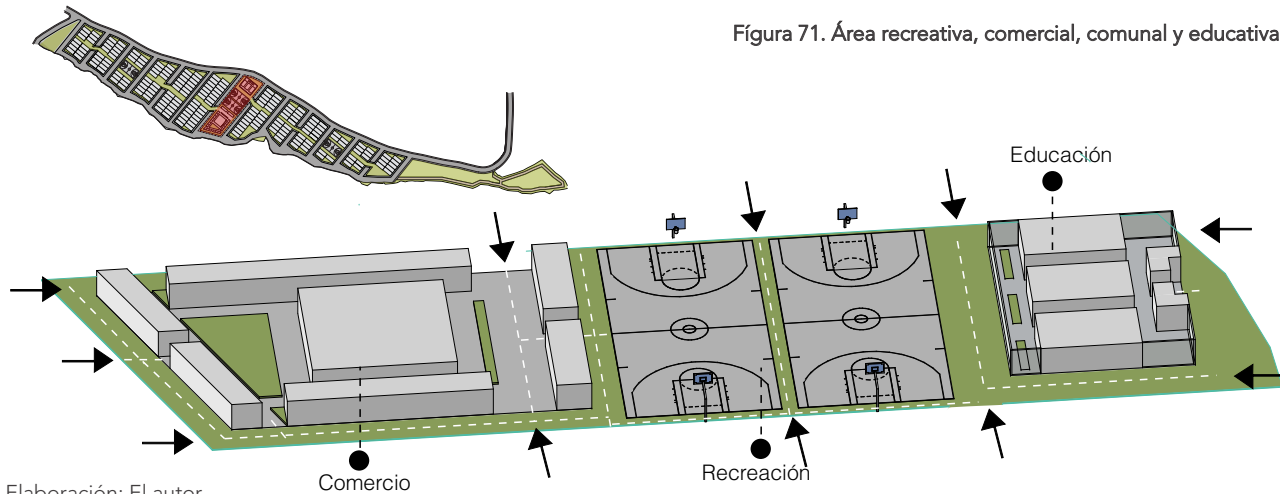 Fígura 71. Área recreativa, comercial, comunal y educativa
Educación
Recreación
Comercio
Elaboración: El autor